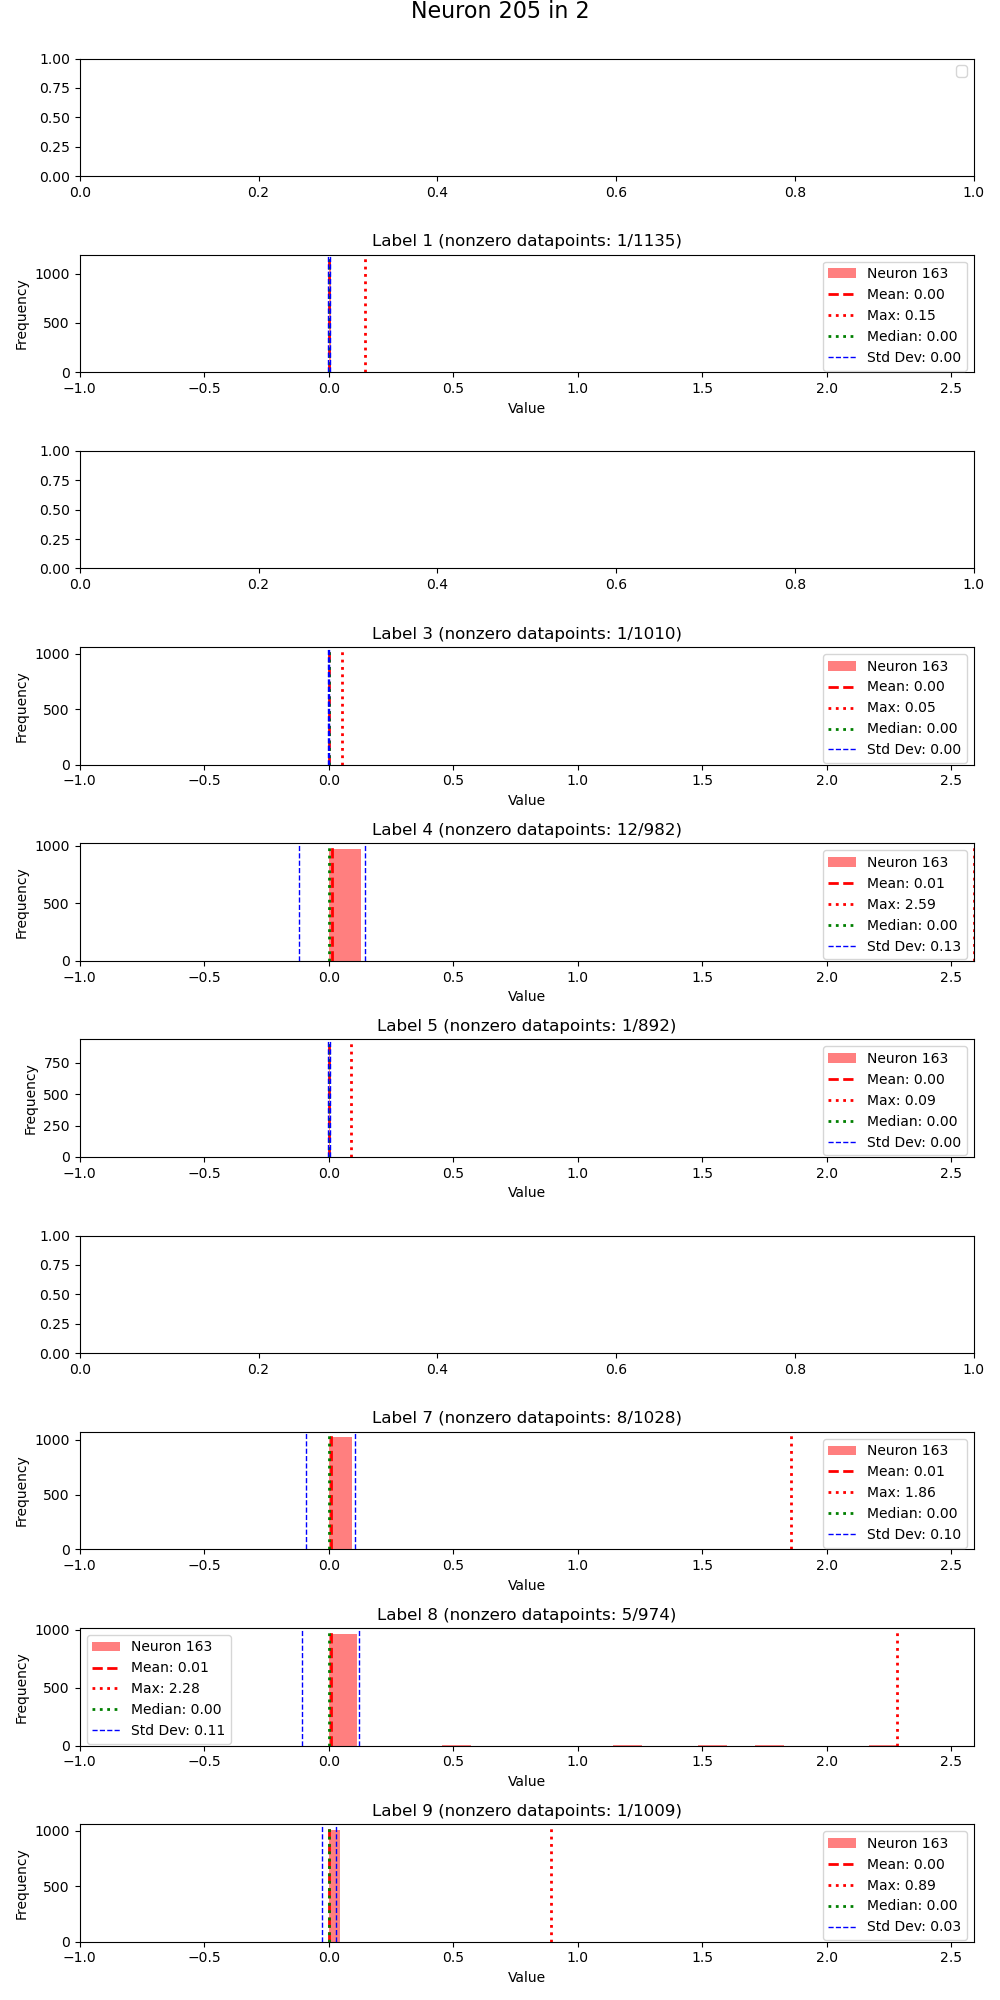 Neuron 205 in 2
1.00
0.75
0.50
0.25
0.00
0.0 0.2 0.4 0.6 0.8 1.0
Label 1 (nonzero datapoints: 1/1135)
Frequency
1000
500
0
Neuron 163
Mean: 0.00
Max: 0.15
Median: 0.00
Std Dev: 0.00
−1.0 −0.5 0.0 0.5 1.0 1.5 2.0 2.5
Value
1.00
0.75
0.50
0.25
0.00
0.0 0.2 0.4 0.6 0.8 1.0
Label 3 (nonzero datapoints: 1/1010)
Frequency
1000
500
0
Neuron 163
Mean: 0.00
Max: 0.05
Median: 0.00
Std Dev: 0.00
−1.0 −0.5 0.0 0.5 1.0 1.5 2.0 2.5
Value
Label 4 (nonzero datapoints: 12/982)
Frequency
1000
500
0
Neuron 163
Mean: 0.01
Max: 2.59
Median: 0.00
Std Dev: 0.13
−1.0 −0.5 0.0 0.5 1.0 1.5 2.0 2.5
Value
Label 5 (nonzero datapoints: 1/892)
Frequency
750
500
250
0
Neuron 163
Mean: 0.00
Max: 0.09
Median: 0.00
Std Dev: 0.00
−1.0 −0.5 0.0 0.5 1.0 1.5 2.0 2.5
Value
1.00
0.75
0.50
0.25
0.00
0.0 0.2 0.4 0.6 0.8 1.0
Label 7 (nonzero datapoints: 8/1028)
Frequency
1000
500
0
Neuron 163
Mean: 0.01
Max: 1.86
Median: 0.00
Std Dev: 0.10
−1.0 −0.5 0.0 0.5 1.0 1.5 2.0 2.5
Value
Label 8 (nonzero datapoints: 5/974)
Frequency
1000
500
0
Neuron 163
Mean: 0.01
Max: 2.28
Median: 0.00
Std Dev: 0.11
−1.0 −0.5 0.0 0.5 1.0 1.5 2.0 2.5
Value
Label 9 (nonzero datapoints: 1/1009)
Frequency
1000
500
0
Neuron 163
Mean: 0.00
Max: 0.89
Median: 0.00
Std Dev: 0.03
−1.0 −0.5 0.0 0.5 1.0 1.5 2.0 2.5
Value